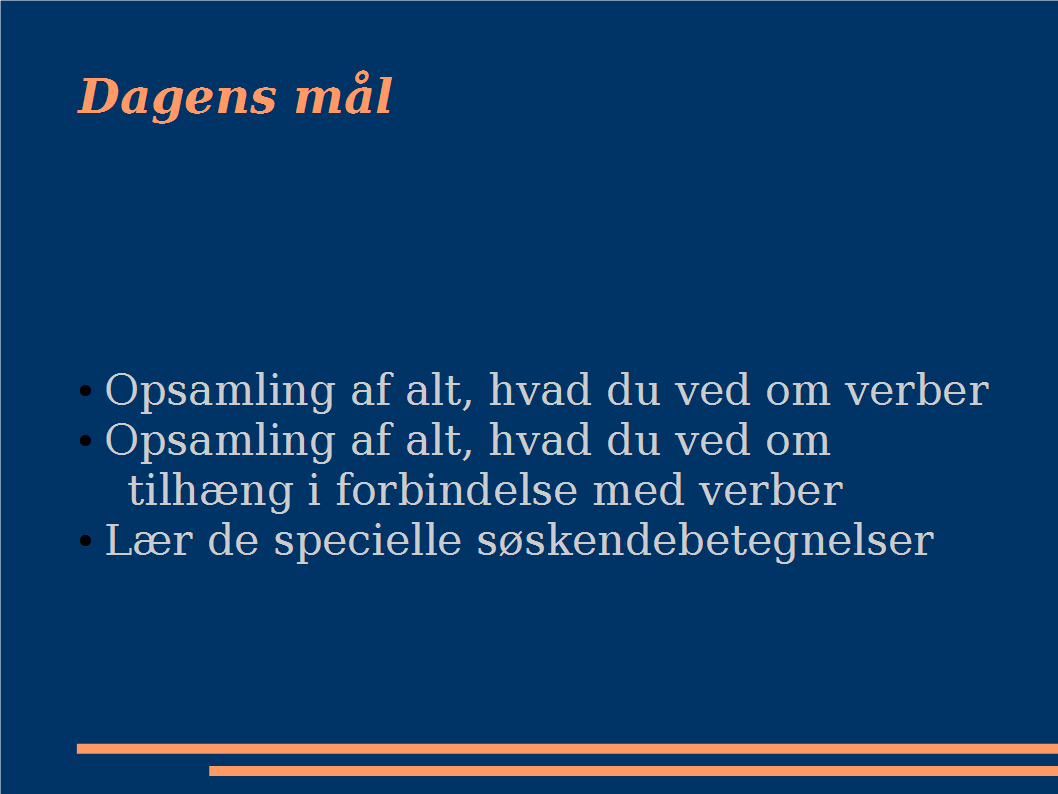 Dagens mål
• Opsamling af alt, hvad du ved om verber
• Opsamling af alt, hvad du ved om
tilhæng i forbindelse med verber
• Lær de specielle søskendebetegnelser